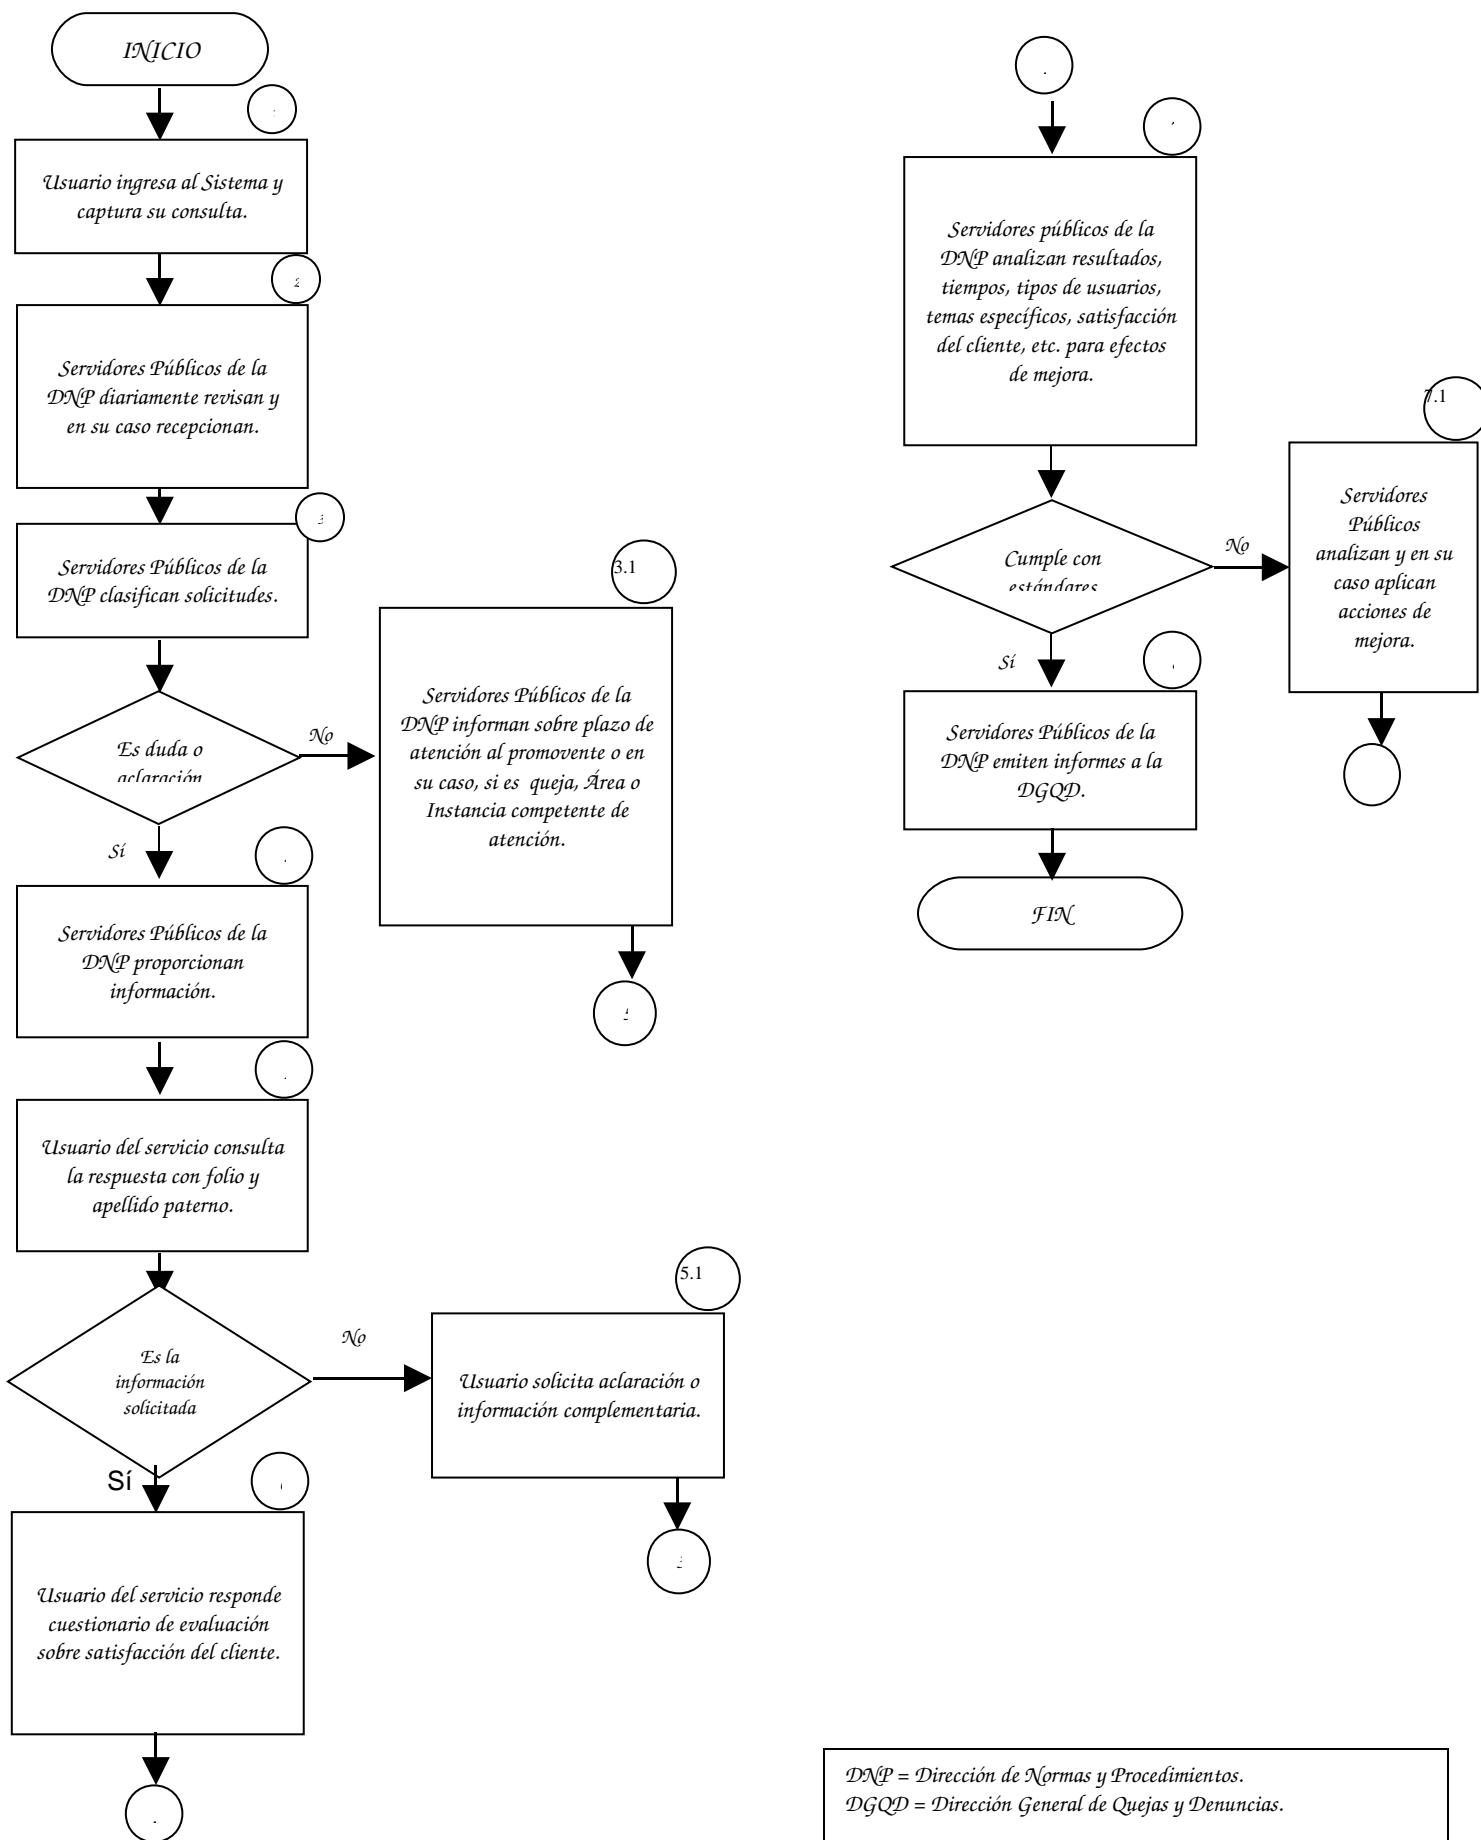 INICIO
Usuario ingresa al Sistema y
captura su consulta.
2
Servidores Públicos de la
DNP diariamente revisan y
en su caso recepcionan.
3
Servidores Públicos de la
DNP clasifican solicitudes.
Es duda o
aclaración
No
3.1
Servidores Públicos de la
DNP informan sobre plazo de
atención al promovente o en
su caso, si es queja, Área o
Instancia competente de
atención.
5
Sí
Servidores Públicos de la
DNP proporcionan
información.
Usuario del servicio consulta
la respuesta con folio y
apellido paterno.
Es la
información
solicitada
No
5.1
Usuario solicita aclaración o
información complementaria.
Sí
Usuario del servicio responde
cuestionario de evaluación
sobre satisfacción del cliente.
Servidores públicos de la
DNP analizan resultados,
tiempos, tipos de usuarios,
temas específicos, satisfacción
del cliente, etc. para efectos
de mejora.
Cumple con
estándares
No
7.1
Servidores
Públicos
analizan y en su
caso aplican
acciones de
mejora.
Sí
Servidores Públicos de la
DNP emiten informes a la
DGQD.
FIN
DNP = Dirección de Normas y Procedimientos.
DGQD = Dirección General de Quejas y Denuncias.